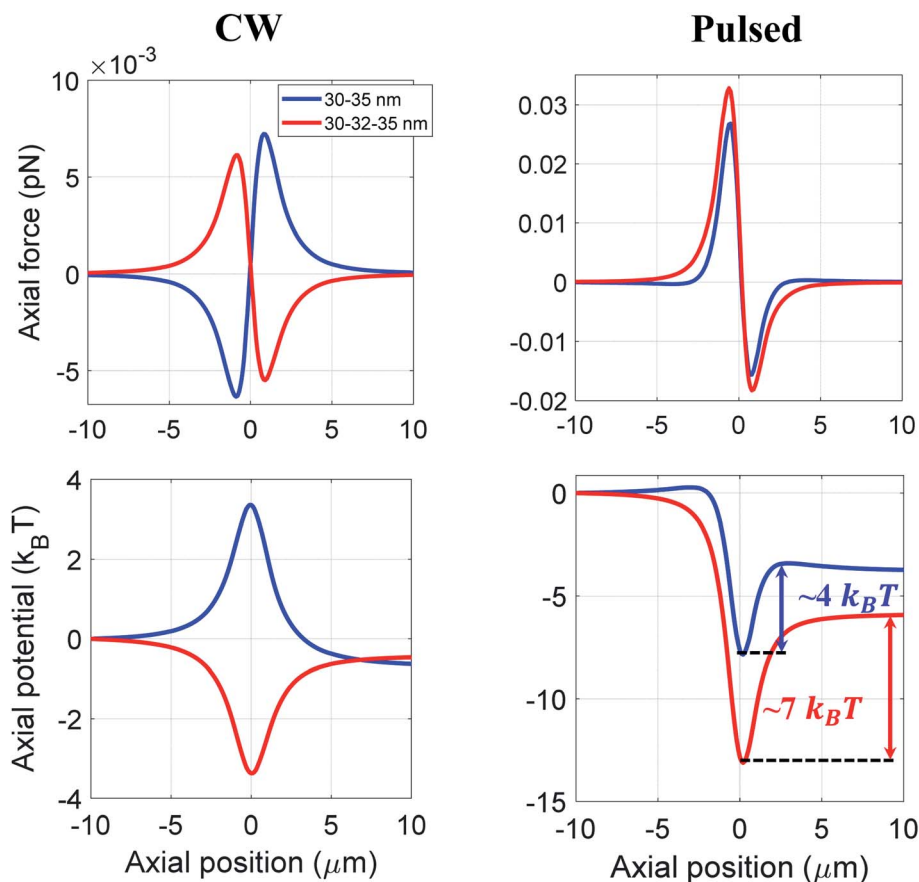 CW
Pulsed
×10⁻³
10
5
0
-5
Axial force (pN)
30-35 nm
30-32-35 nm
-10 -5 0 5 10
0.03
0.02
0.01
0
-0.01
-0.02
-10 -5 0 5 10
4
2
0
-2
-4
Axial potential (k_BT)
-10 -5 0 5 10
Axial position (μm)
0
-5
-10
-15
~4 k_BT
~7 k_BT
-10 -5 0 5 10
Axial position (μm)